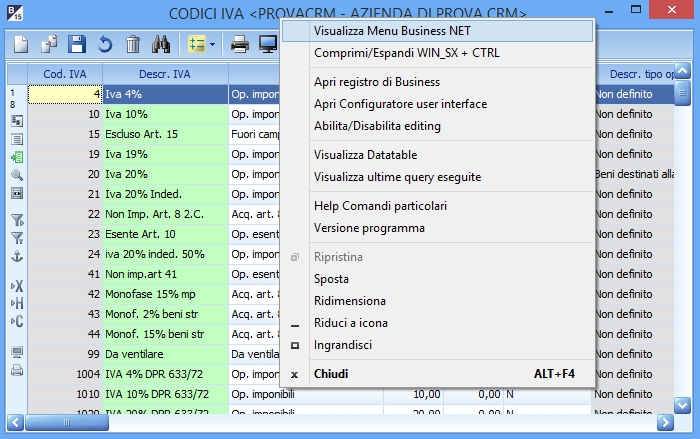 B 15 CODICI IVA <PROVACRM - AZIENDA DI PROVA CRM>
Visualizza Menu Business NET
Comprimi/Espandi WIN_SX + CTRL
Apri registro di Business
Apri Configuratore user interface
Abilita/Disabilita editing
Visualizza Datatable
Visualizza ultime query eseguite
Help Comandi particolari
Versione programma
Ripristina
Sposta
Ridimensiona
Riduci a icona
Ingrandisci
x Chiudi ALT+F4
Cod. IVA Descr. IVA Descr. tipo op
1
8
4 Iva 4% Op. impon Non definito
10 Iva 10% Op. impon Non definito
15 Escluso Art. 15 Fuori camp Non definito
19 Iva 19% Op. impon Non definito
20 Iva 20% Op. impon Beni destinati alla
21 Iva 20% Inded. Op. impon Non definito
22 Non Imp. Art. 8 2.C. Acq. art. 8 Non definito
23 Esente Art. 10 Op. esent Non definito
24 iva 20% inded. 50% Op. impon Non definito
41 Non imp.art 41 Op. esent Non definito
42 Monofase 15% mp Acq. art. 8 Non definito
43 Monof. 2% beni str Acq. art. 8 Non definito
44 Monof. 15% beni str Acq. art. 8 Non definito
99 Da ventilare Da ventila Non definito
1004 IVA 4% DPR 633/72 Op. impon Non definito
1010 IVA 10% DPR 633/72 Op. imponibili 10,00 0,00 N Non definito
1020 IVA 20% DPR 633/72 Op. imponibili 20,00 0,00 N Non definito
X
H
C